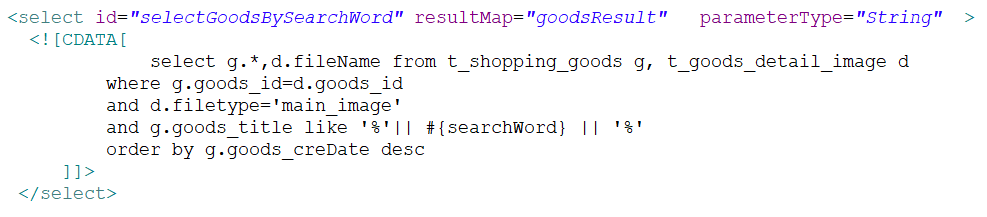 <select id="selectGoodsBySearchWord" resultMap="goodsResult"   parameterType="String"  >
<![CDATA[
select g.*,d.fileName from t_shopping_goods g, t_goods_detail_image d
where g.goods_id=d.goods_id
and d.filetype='main_image'
and g.goods_title like '%'|| #{searchWord} || '%'
order by g.goods_creDate desc
]]>
</select>